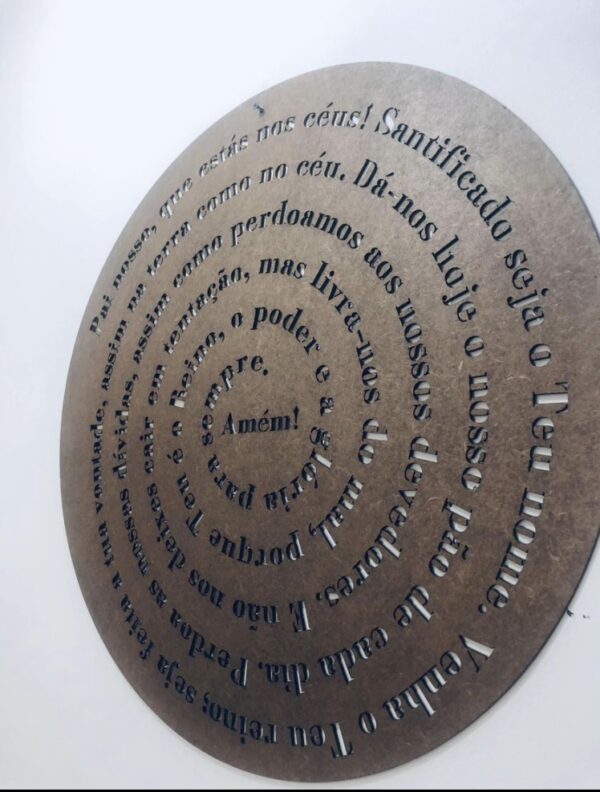 Pai nosso, que estás nos céus! Santificado seja o Teu nome. Venha o Teu reino; seja feita a tua vontade, assim na terra como no céu. Dá-nos hoje o nosso pão de cada dia. Perdoa as nossas dívidas, assim como perdoamos aos nossos devedores. E não nos deixes cair em tentação, mas livra-nos do mal, porque Teu é o Reino, o poder e a glória para sempre.
Amém!